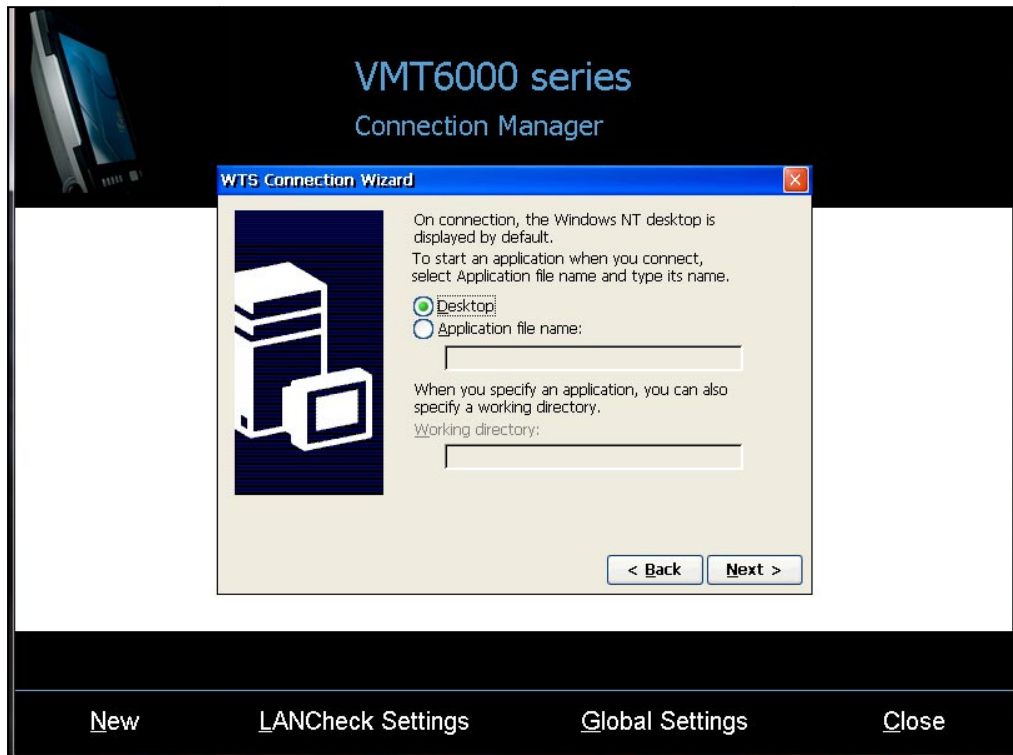 VMT6000 series
Connection Manager
WTS Connection Wizard
On connection, the Windows NT desktop is
displayed by default.
To start an application when you connect,
select Application file name and type its name.
Desktop
Application file name:
When you specify an application, you can also
specify a working directory.
Working directory:
< Back Next >
New LANCheck Settings Global Settings Close